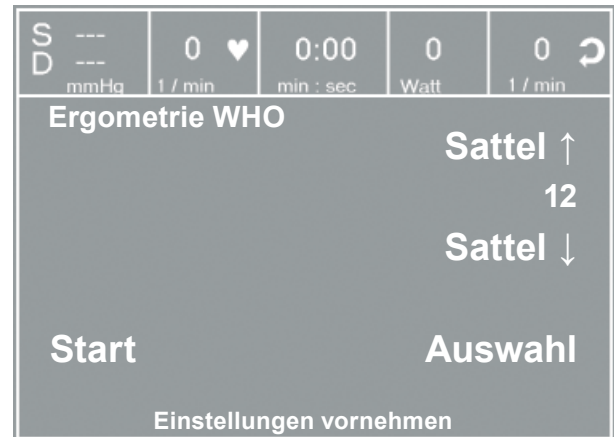 S --- 0 ♥ 0:00 0 0
D ---
mmHg 1 / min min : sec Watt 1 / min
Ergometrie WHO
Sattel ↑
12
Sattel ↓
Start Auswahl
Einstellungen vornehmen